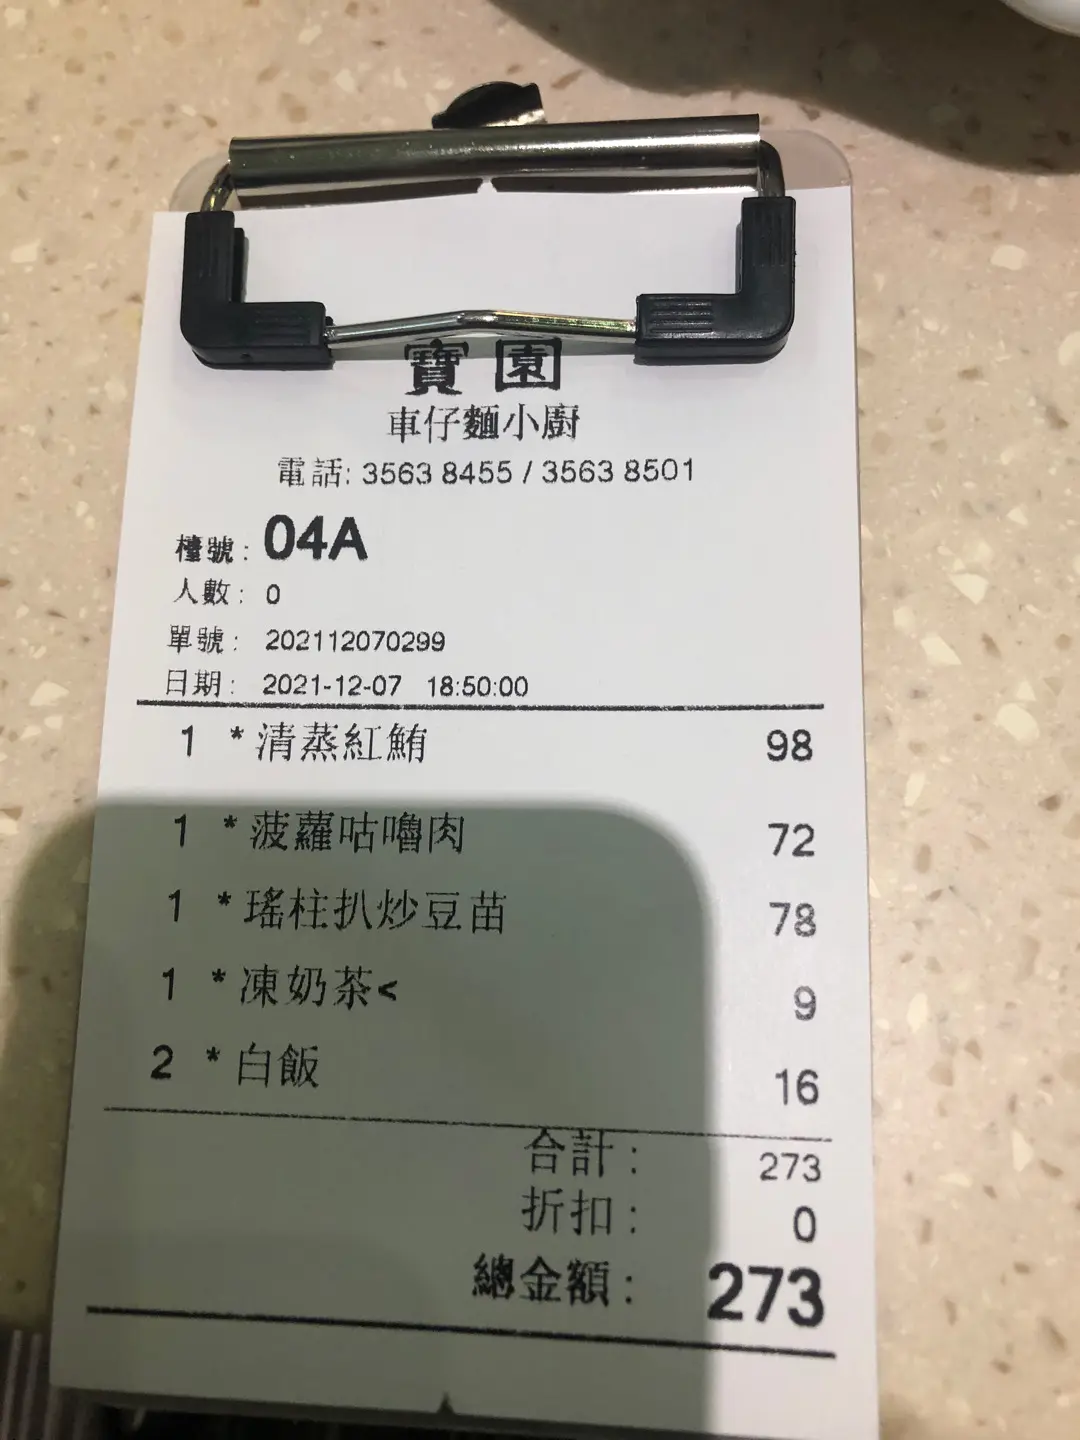 寶園
車仔麵小廚
電話: 3563 8455 / 3563 8501
檯號: 04A
人數: 0
單號: 202112070299
日期: 2021-12-07 18:50:00
1 *清蒸紅鮪 98
1 *菠蘿咕嚕肉 72
1 *瑤柱扒炒豆苗 78
1 *凍奶茶< 9
2 *白飯 16
合計: 273
折扣: 0
總金額: 273